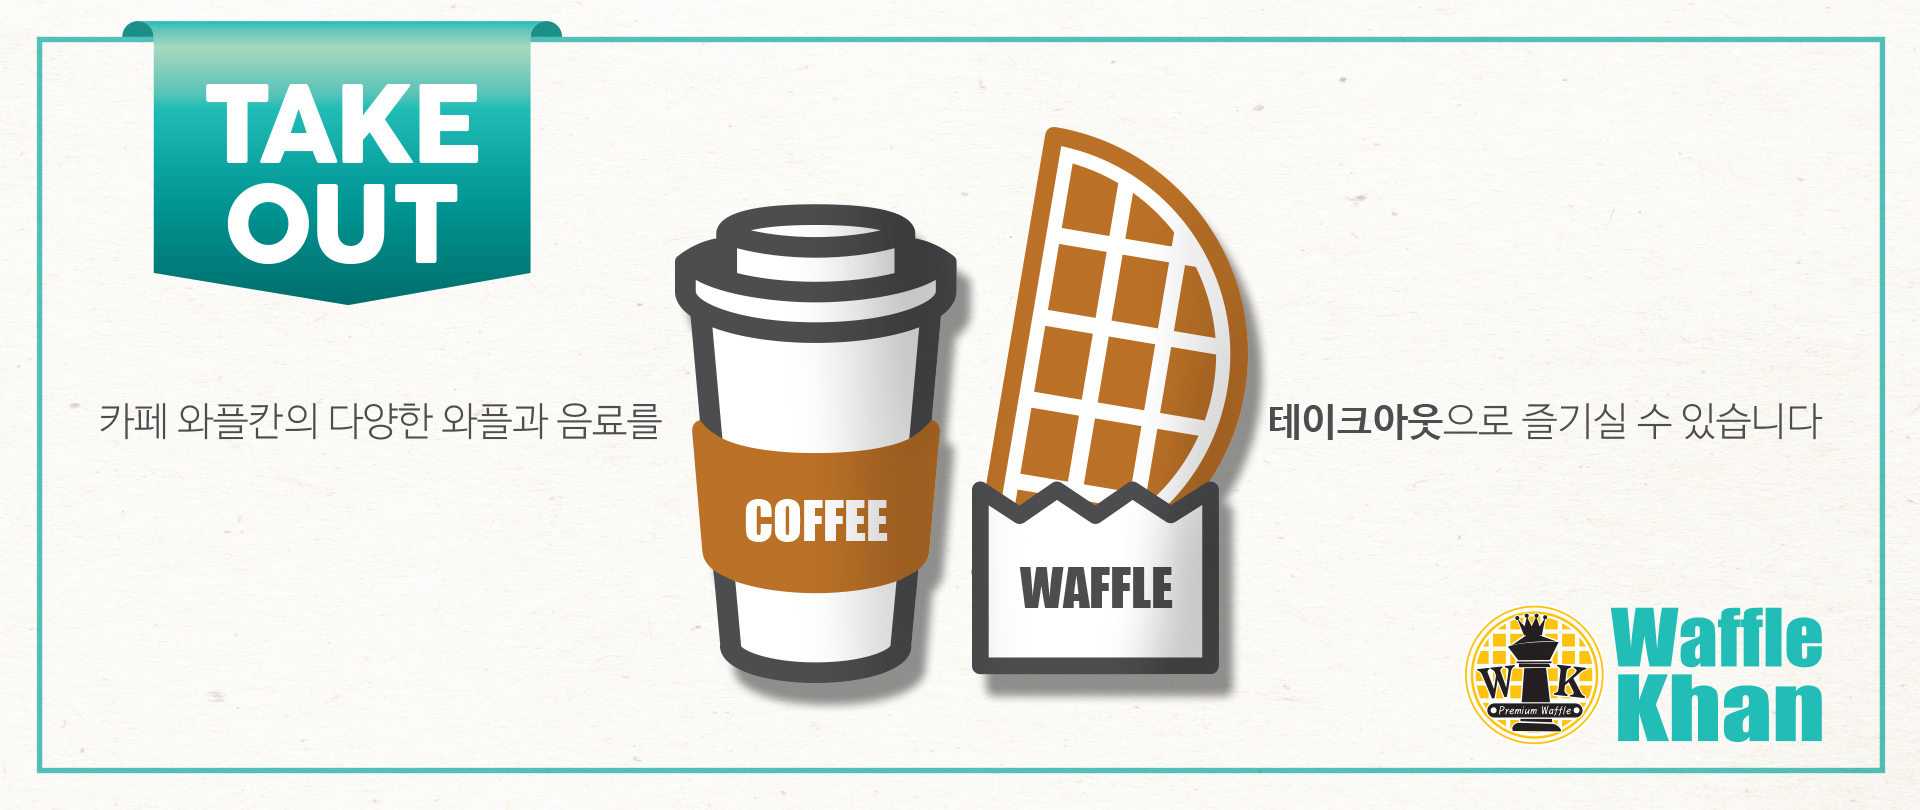 TAKE
OUT
카페 와플칸의 다양한 와플과 음료를
테이크아웃으로 즐기실 수 있습니다
COFFEE
WAFFLE
W K
Premium Waffle
Waffle
Khan